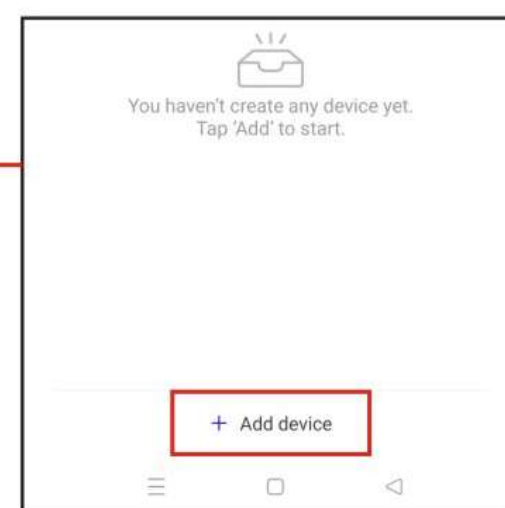 You haven't create any device yet.
Tap 'Add' to start.
+ Add device